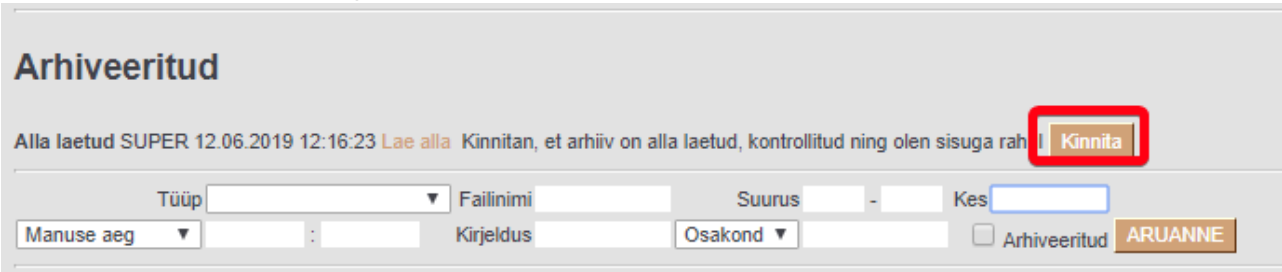 Arhiveeritud
Alla laetud SUPER 12.06.2019 12:16:23 Lae alla Kinnitan, et arhiiv on alla laetud, kontrollitud ning olen sisuga Kinnita
Tüüp Failinimi Suurus - Kes
Manuse aeg : Kirjeldus Osakond Arhiveeritud ARUANNE